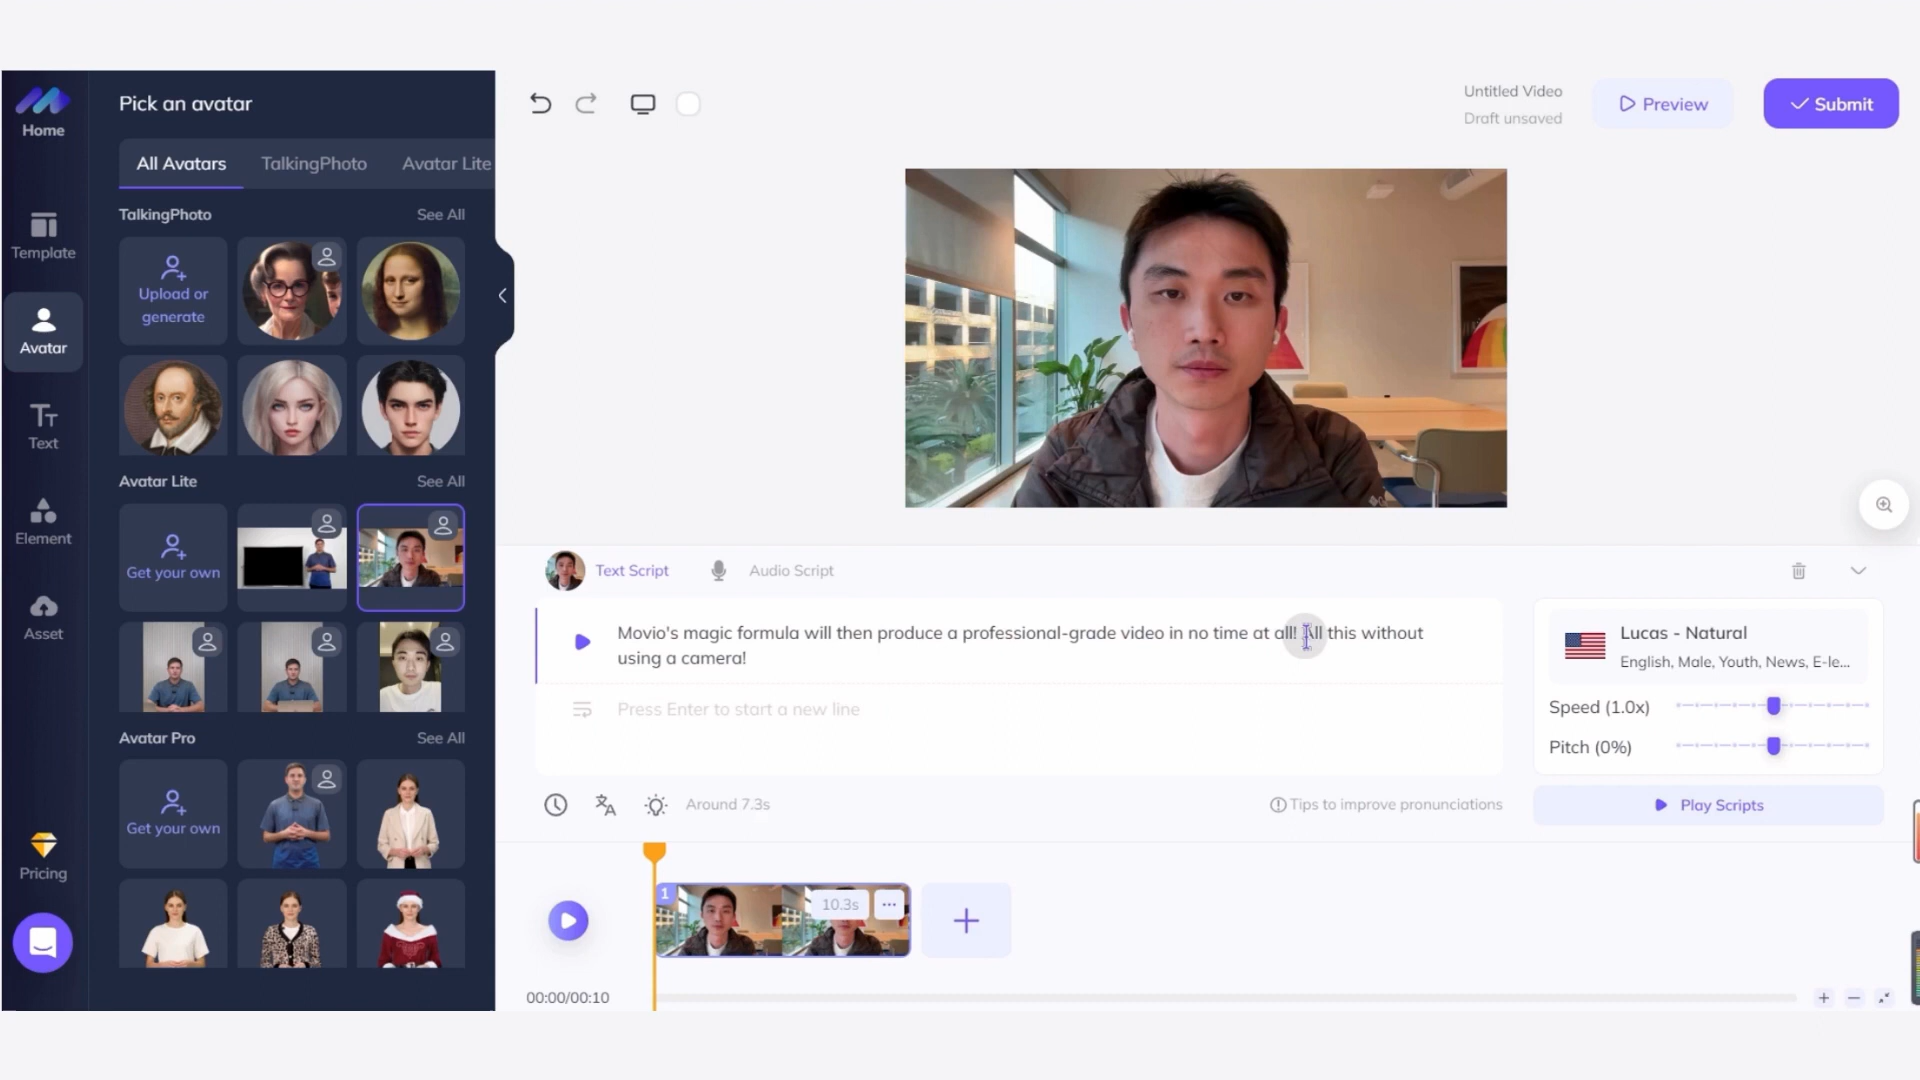 Home
Template
Avatar
Text
Element
Asset
Pricing
Pick an avatar
All Avatars
TalkingPhoto
Avatar Lite
TalkingPhoto
See All
Upload or
generate
Avatar Lite
See All
Get your own
Avatar Pro
See All
Get your own
Untitled Video
Draft unsaved
Preview
Submit
Text Script
Audio Script
Movio's magic formula will then produce a professional-grade video in no time at all! All this without
using a camera!
Press Enter to start a new line
Around 7.3s
Tips to improve pronunciations
Lucas - Natural
English, Male, Youth, News, E-le...
Speed (1.0x)
Pitch (0%)
Play Scripts
1
10.3s
00:00/00:10